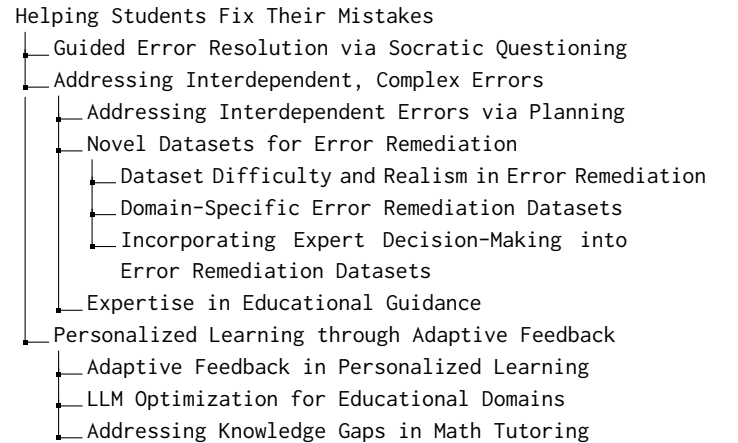 Helping Students Fix Their Mistakes
Guided Error Resolution via Socratic Questioning
Addressing Interdependent, Complex Errors
Addressing Interdependent Errors via Planning
Novel Datasets for Error Remediation
Dataset Difficulty and Realism in Error Remediation
Domain-Specific Error Remediation Datasets
Incorporating Expert Decision-Making into
Error Remediation Datasets
Expertise in Educational Guidance
Personalized Learning through Adaptive Feedback
Adaptive Feedback in Personalized Learning
LLM Optimization for Educational Domains
Addressing Knowledge Gaps in Math Tutoring